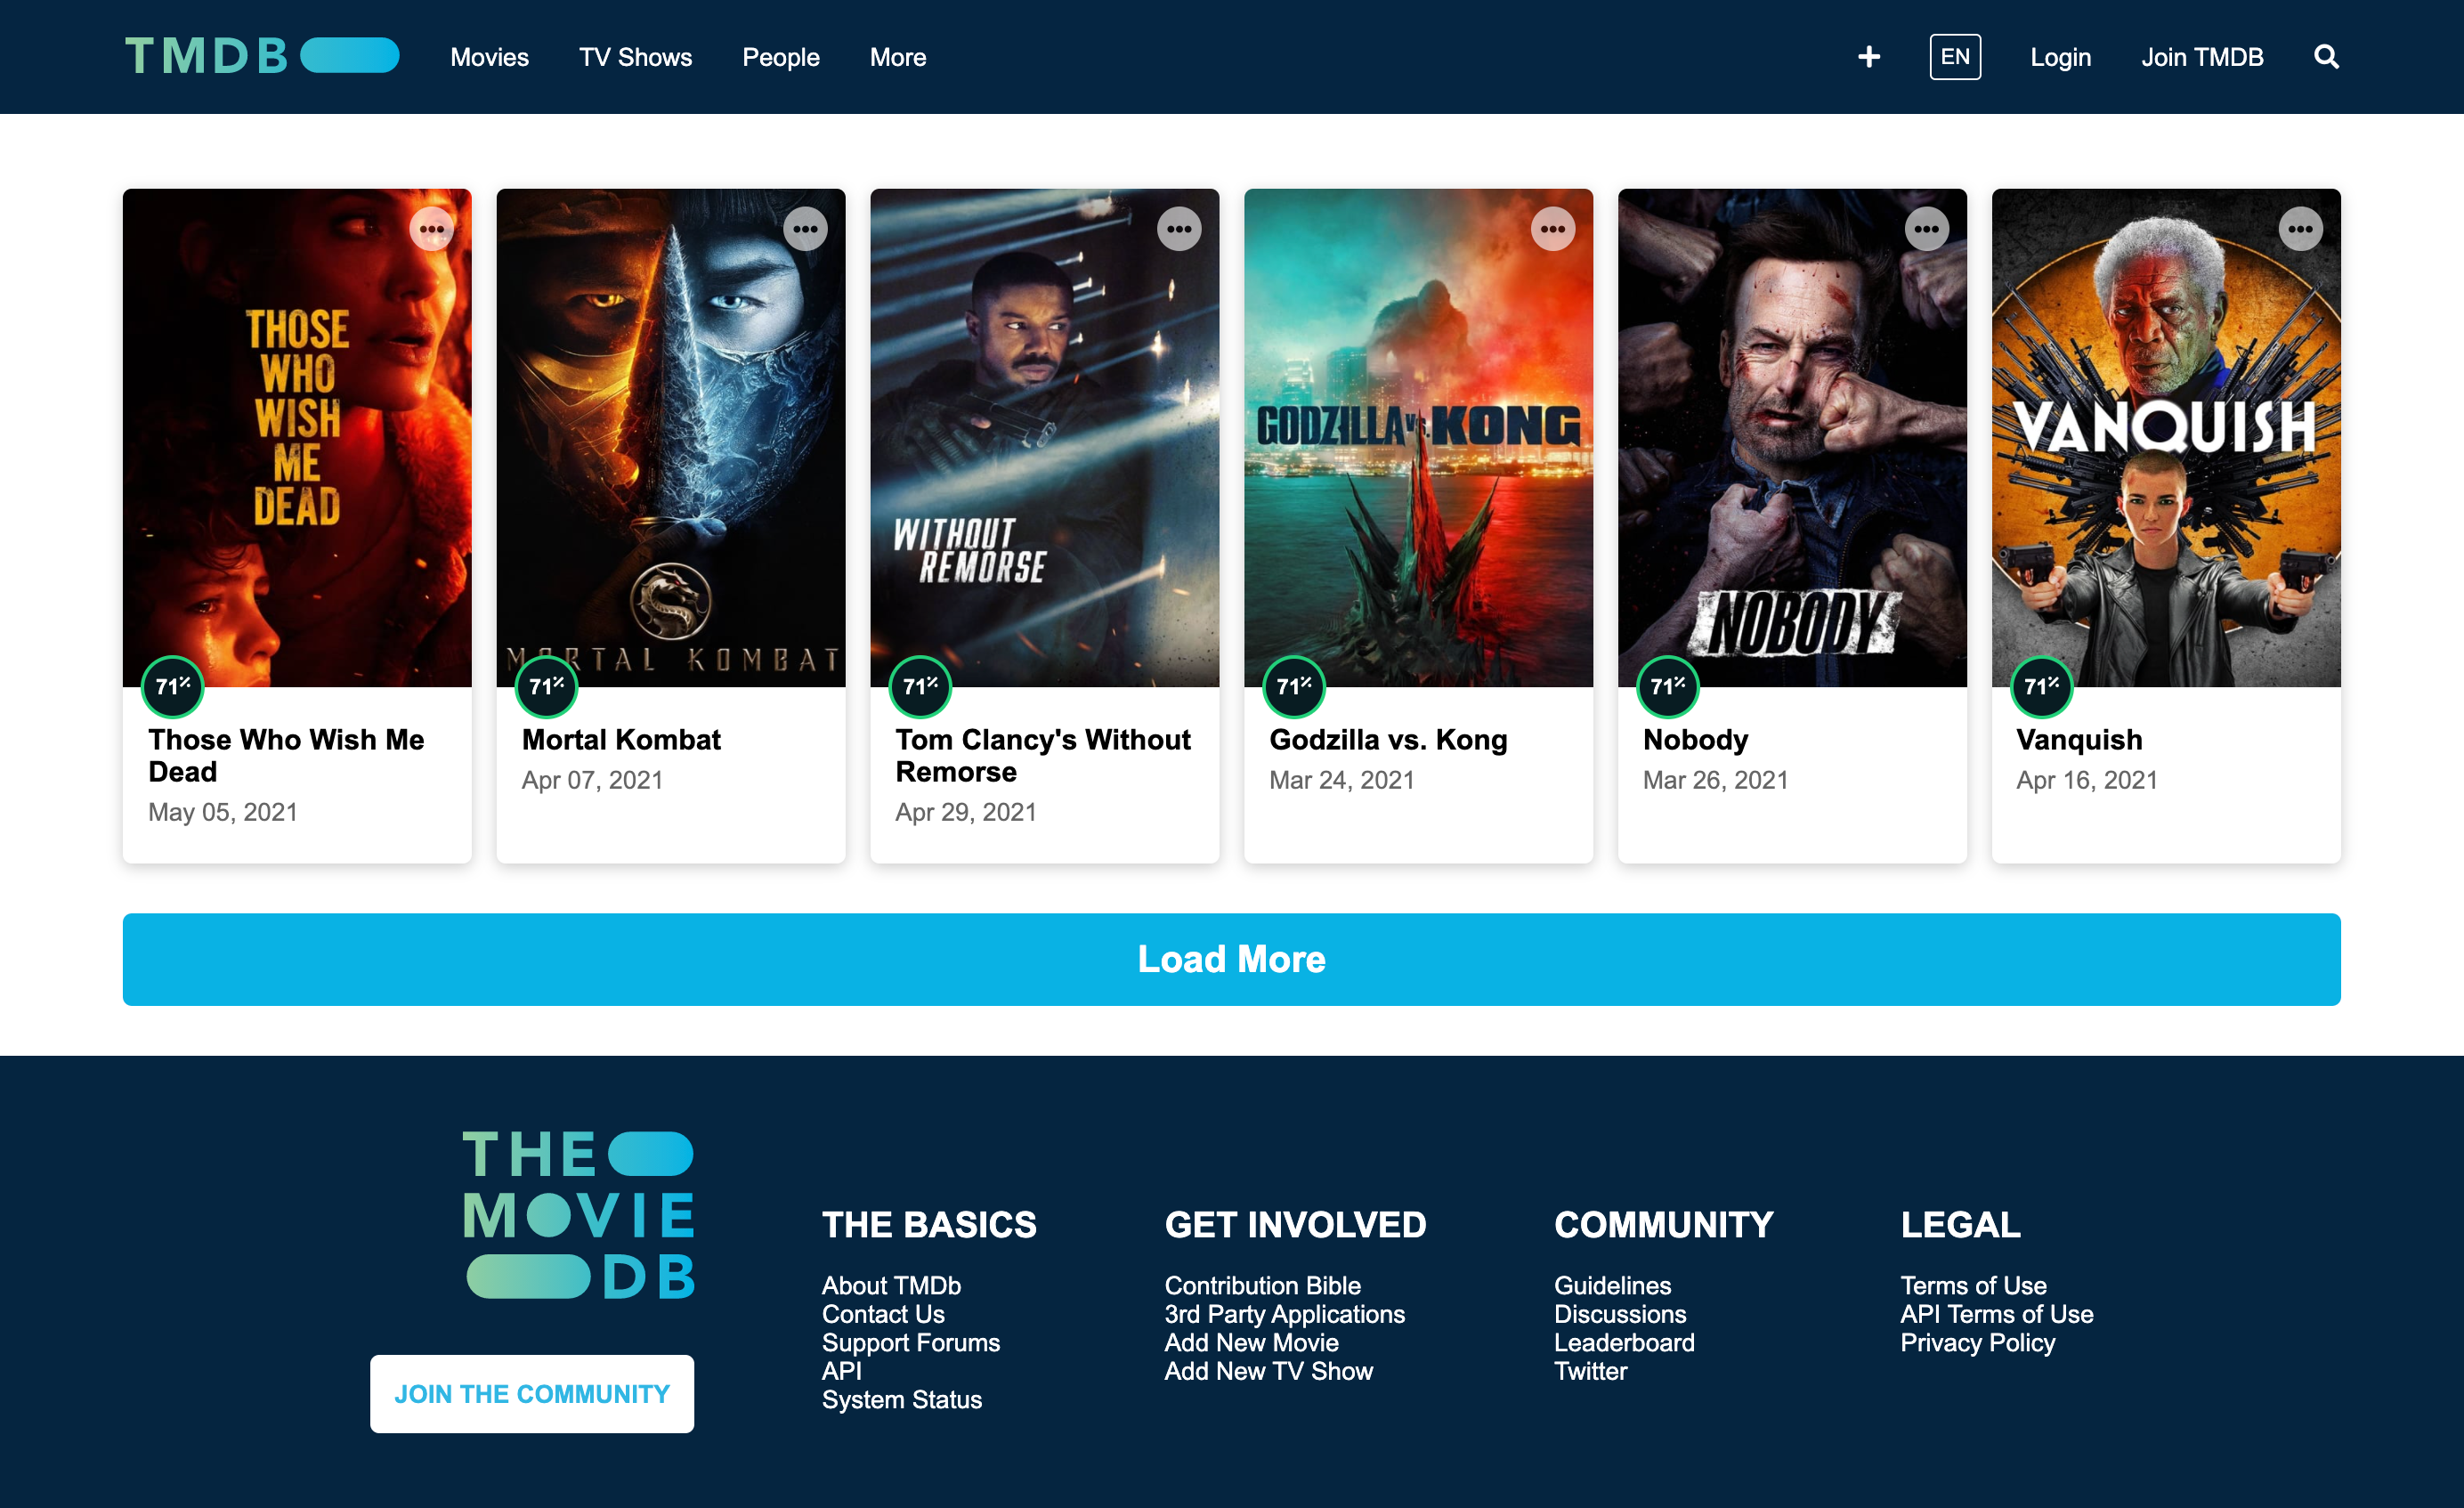 TMDB
Movies
TV Shows
People
More
EN
Login
Join TMDB
THOSE
WHO
WISH
ME
DEAD
MORTAL KOMBAT
WITHOUT
REMORSE
GODZILLA VS. KONG
NOBODY
VANQUISH
71%
71%
71%
71%
71%
71%
Those Who Wish Me
Dead
May 05, 2021
Mortal Kombat
Apr 07, 2021
Tom Clancy's Without
Remorse
Apr 29, 2021
Godzilla vs. Kong
Mar 24, 2021
Nobody
Mar 26, 2021
Vanquish
Apr 16, 2021
Load More
THE
MOVIE
DB
JOIN THE COMMUNITY
THE BASICS
About TMDb
Contact Us
Support Forums
API
System Status
GET INVOLVED
Contribution Bible
3rd Party Applications
Add New Movie
Add New TV Show
COMMUNITY
Guidelines
Discussions
Leaderboard
Twitter
LEGAL
Terms of Use
API Terms of Use
Privacy Policy